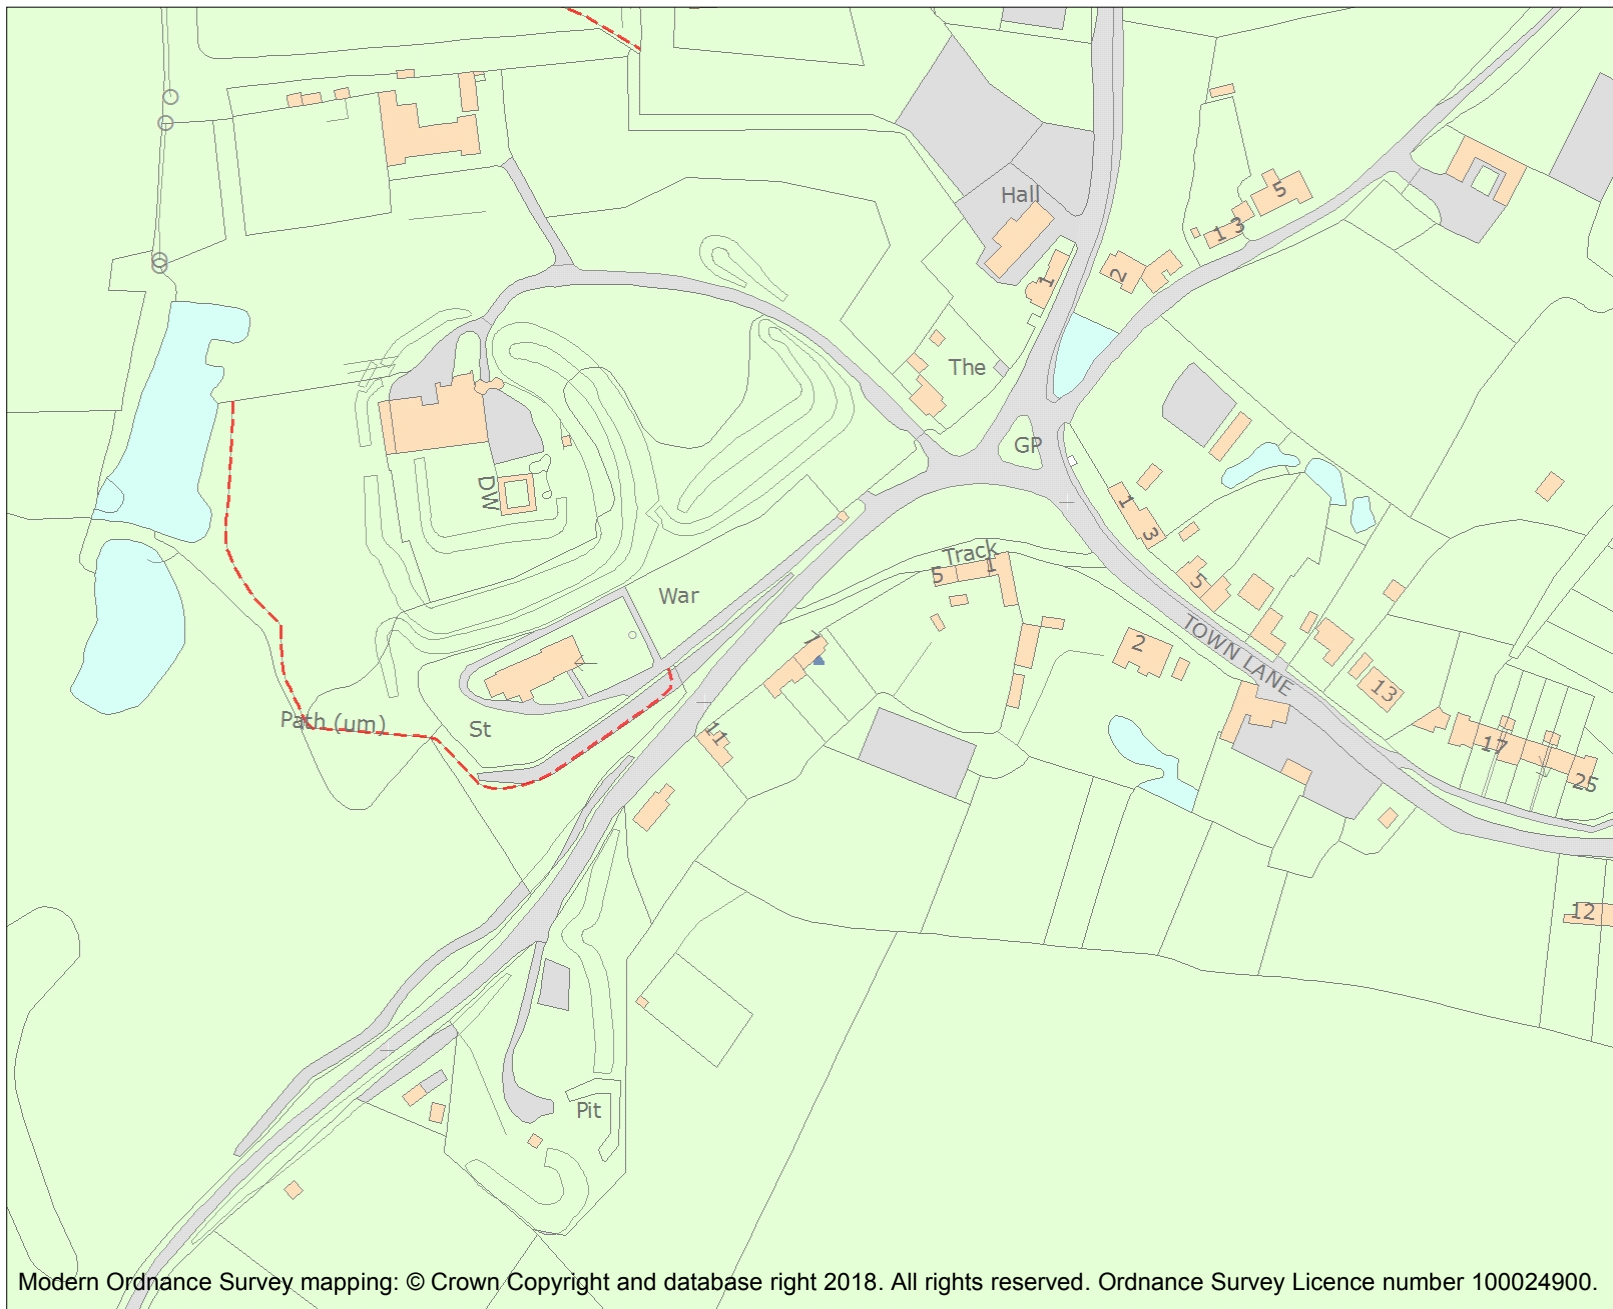 Hall
5
1 3
2
1
The
GP
DW
1
3
Track
5
1
5
War
TOWN LANE
2
7
13
St
Path (um)
11
17
25
12
Pit
Modern Ordnance Survey mapping: © Crown Copyright and database right 2018. All rights reserved. Ordnance Survey Licence number 100024900.